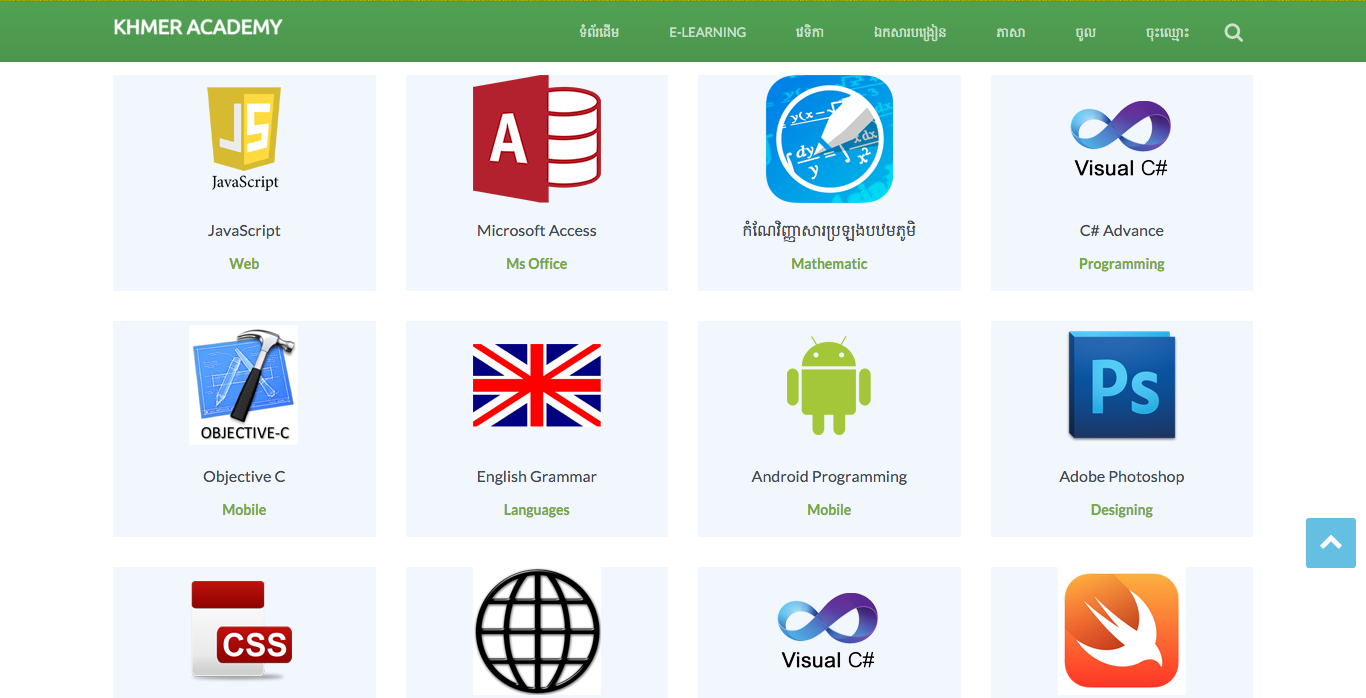 KHMER ACADEMY
ទំព័រដើម E-LEARNING វេទិកា ឯកសារបង្រៀន ភាសា ចូល ចុះឈ្មោះ
JS
JavaScript
A
y(x-√
dy/y = ∫ x dx
x²
Visual C#
JavaScript
Microsoft Access
កំណែវិញ្ញាសារប្រឡងបឋមភូមិ
C# Advance
Web
Ms Office
Mathematic
Programming
OBJECTIVE-C
Ps
Objective C
English Grammar
Android Programming
Adobe Photoshop
Mobile
Languages
Mobile
Designing
CSS
Visual C#